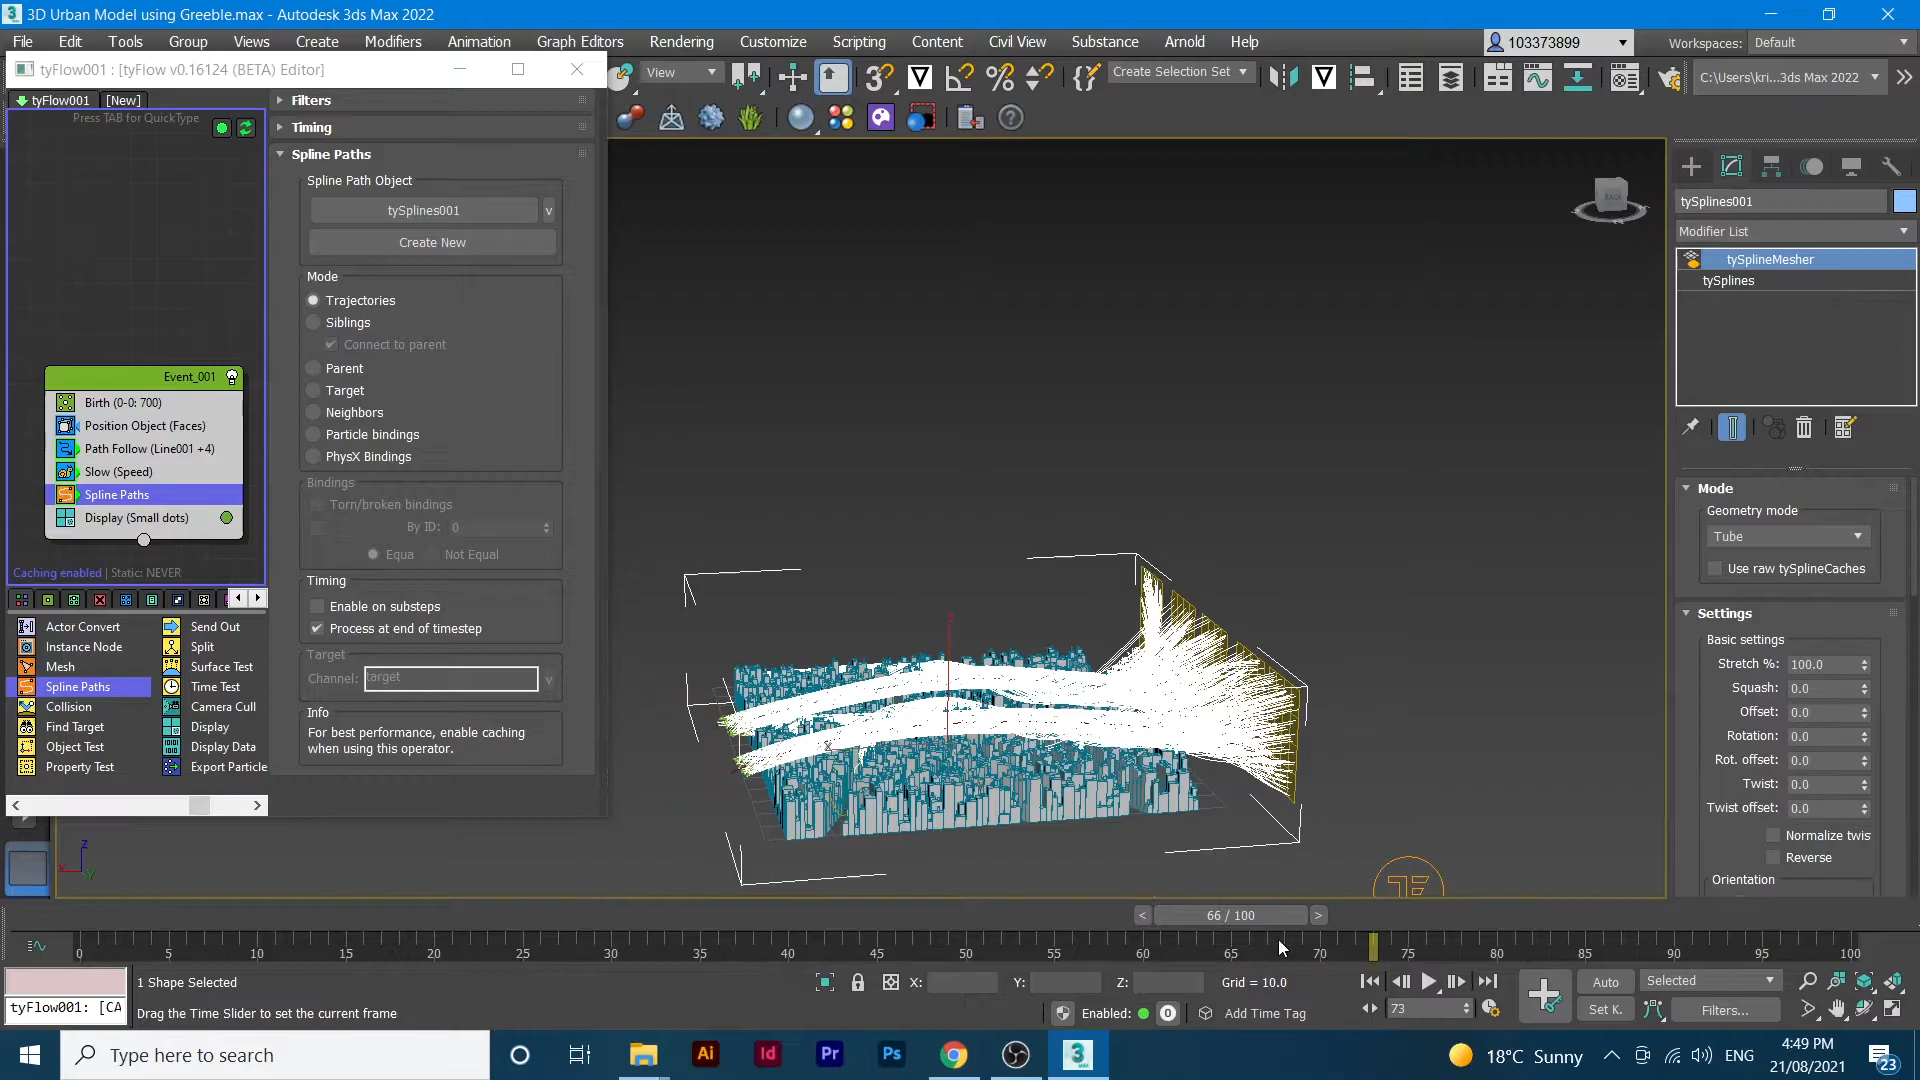 3D Urban Model using Greeble.max - Autodesk 3ds Max 2022
File Edit Tools Group Views Create Modifiers Animation Graph Editors Rendering Customize Scripting Content Civil View Substance Arnold Help
103373899
Workspaces: Default
tyFlow001 : [tyFlow v0.16124 (BETA) Editor]
View
Create Selection Set
C:\Users\kri...3ds Max 2022
tyFlow001 [New]
Press TAB for QuickType
Filters
Timing
Spline Paths
Spline Path Object
tySplines001
v
Create New
Mode
Trajectories
Siblings
Connect to parent
Parent
Target
Neighbors
Particle bindings
PhysX Bindings
Bindings
Torn/broken bindings
By ID: 0
Equa Not Equal
Timing
Enable on substeps
Process at end of timestep
Target
Channel: target
v
Info
For best performance, enable caching
when using this operator.
Event_001
Birth (0-0: 700)
Position Object (Faces)
Path Follow (Line001 +4)
Slow (Speed)
Spline Paths
Display (Small dots)
Caching enabled | Static: NEVER
Actor Convert Send Out
Instance Node Split
Mesh Surface Test
Spline Paths Time Test
Collision Camera Cull
Find Target Display
Object Test Display Data
Property Test Export Particle
BACK
z
x
tySplines001
Modifier List
tySplineMesher
tySplines
Mode
Geometry mode
Tube
Use raw tySplineCaches
Settings
Basic settings
Stretch %: 100.0
Squash: 0.0
Offset: 0.0
Rotation: 0.0
Rot. offset: 0.0
Twist: 0.0
Twist offset: 0.0
Normalize twis
Reverse
Orientation
< 66 / 100 >
0 5 10 15 20 25 30 35 40 45 50 55 60 65 70 75 80 85 90 95 100
1 Shape Selected
X: Y: Z: Grid = 10.0
Auto Selected
tyFlow001: [CA
Drag the Time Slider to set the current frame
Enabled: 0 Add Time Tag
73
Set K. Filters...
Type here to search
Ai Id Pr Ps 3
18°C Sunny
ENG
4:49 PM
21/08/2021
23